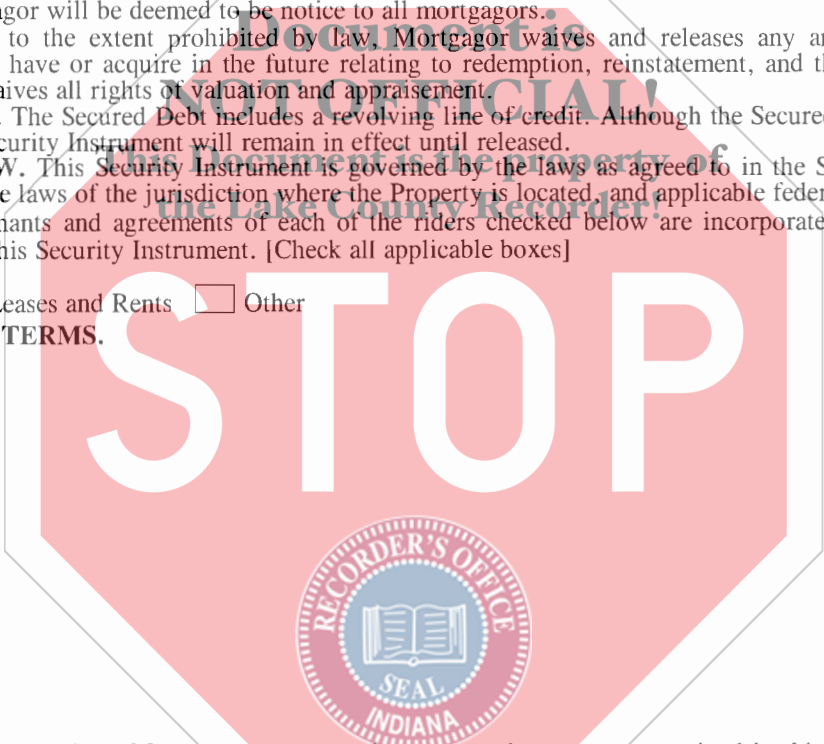 gor will be deemed to be notice to all mortgagors.
Document is
to the extent prohibited by law, Mortgagor waives and releases any
have or acquire in the future relating to redemption, reinstatement, and
aives all rights of valuation and appraisement.
NOT OFFICIAL!
. The Secured Debt includes a revolving line of credit. Although the Secure
curity Instrument will remain in effect until released.
This Document is the property of
W. This Security Instrument is governed by the laws as agreed to in the S
e laws of the jurisdiction where the Property is located, and applicable feder
the Lake County Recorder!
nants and agreements of each of the riders checked below are incorporate
his Security Instrument. [Check all applicable boxes]
eases and Rents Other
TERMS.
STOP
RECORDER'S OFFICE
SEAL
INDIANA